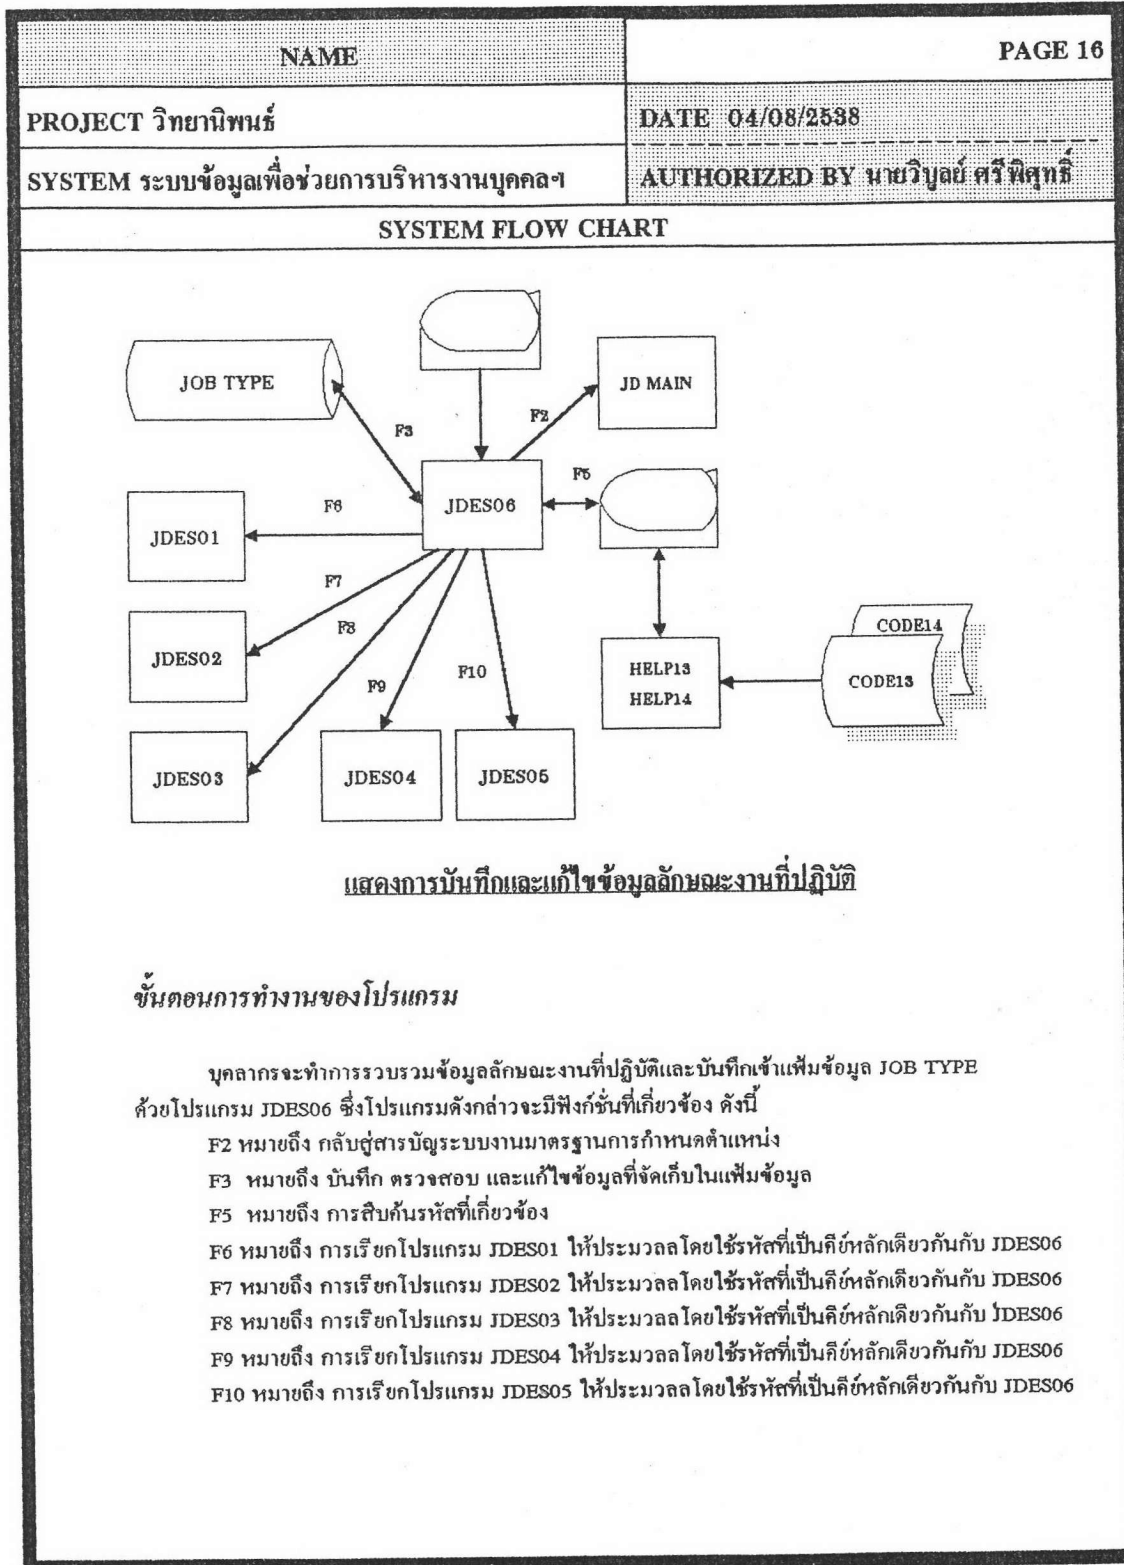 NAME
PAGE 16
PROJECT วิทยานิพนธ์
DATE 04/08/2538
SYSTEM ระบบข้อมูลเพื่อช่วยการบริหารงานบุคคลฯ
AUTHORIZED BY นายวิบูลย์ ศรีพิศุทธิ์
SYSTEM FLOW CHART
JOB TYPE
JD MAIN
F3
F2
JDES06
F5
JDES01
F6
F7
JDES02
F8
F9
F10
HELP13
HELP14
CODE14
CODE13
JDES03
JDES04
JDES05
แสดงการบันทึกและแก้ไขข้อมูลลักษณะงานที่ปฏิบัติ
ขั้นตอนการทำงานของโปรแกรม
บุคลากรจะทำการรวบรวมข้อมูลลักษณะงานที่ปฏิบัติและบันทึกเข้าแฟ้มข้อมูล JOB TYPE
ด้วยโปรแกรม JDES06 ซึ่งโปรแกรมดังกล่าวจะมีฟังก์ชั่นที่เกี่ยวข้อง ดังนี้
F2 หมายถึง กลับสู่สารบัญระบบงานมาตรฐานการกำหนดตำแหน่ง
F3 หมายถึง บันทึก ตรวจสอบ และแก้ไขข้อมูลที่จัดเก็บในแฟ้มข้อมูล
F5 หมายถึง การสืบค้นรหัสที่เกี่ยวข้อง
F6 หมายถึง การเรียกโปรแกรม JDES01 ให้ประมวลลโดยใช้รหัสที่เป็นคีย์หลักเดียวกันกับ JDES06
F7 หมายถึง การเรียกโปรแกรม JDES02 ให้ประมวลลโดยใช้รหัสที่เป็นคีย์หลักเดียวกันกับ JDES06
F8 หมายถึง การเรียกโปรแกรม JDES03 ให้ประมวลลโดยใช้รหัสที่เป็นคีย์หลักเดียวกันกับ JDES06
F9 หมายถึง การเรียกโปรแกรม JDES04 ให้ประมวลลโดยใช้รหัสที่เป็นคีย์หลักเดียวกันกับ JDES06
F10 หมายถึง การเรียกโปรแกรม JDES05 ให้ประมวลลโดยใช้รหัสที่เป็นคีย์หลักเดียวกันกับ JDES06